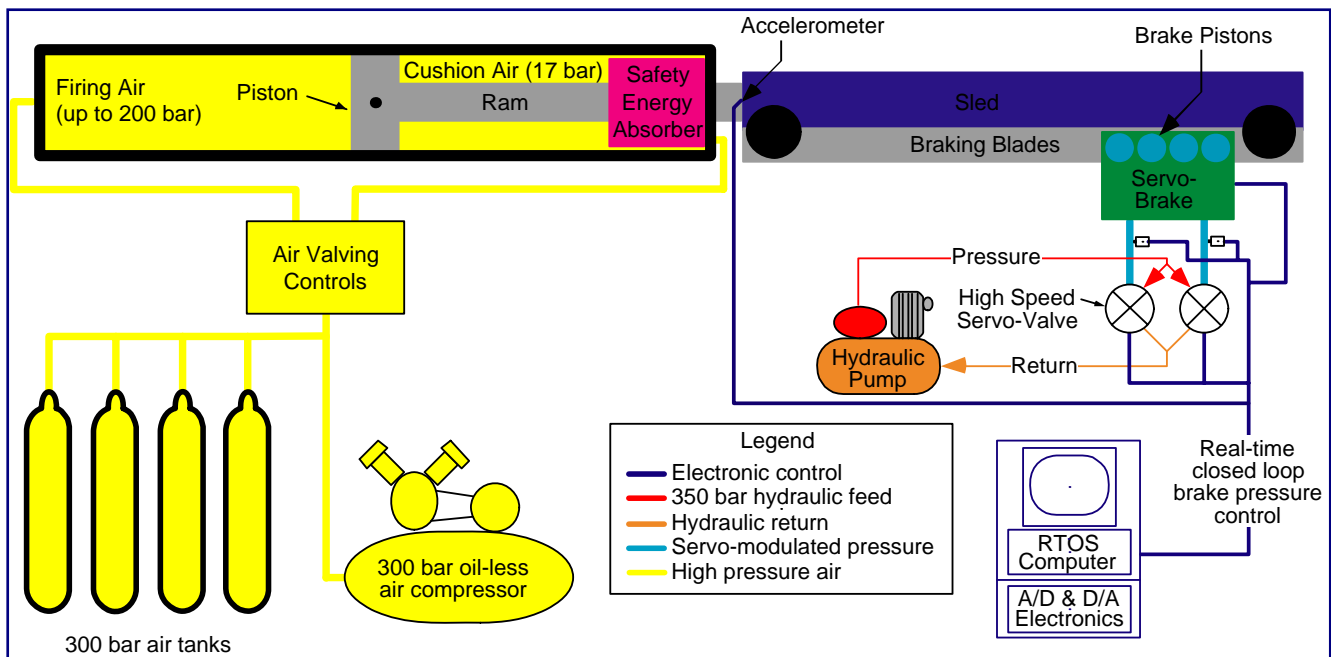 Accelerometer
Brake Pistons
Firing Air
(up to 200 bar)
Piston
Cushion Air (17 bar)
Ram
Safety
Energy
Absorber
Sled
Braking Blades
Servo-
Brake
Air Valving
Controls
Pressure
High Speed
Servo-Valve
Hydraulic
Pump
Return
Legend
Electronic control
350 bar hydraulic feed
Hydraulic return
Servo-modulated pressure
High pressure air
Real-time
closed loop
brake pressure
control
RTOS
Computer
A/D & D/A
Electronics
300 bar oil-less
air compressor
300 bar air tanks